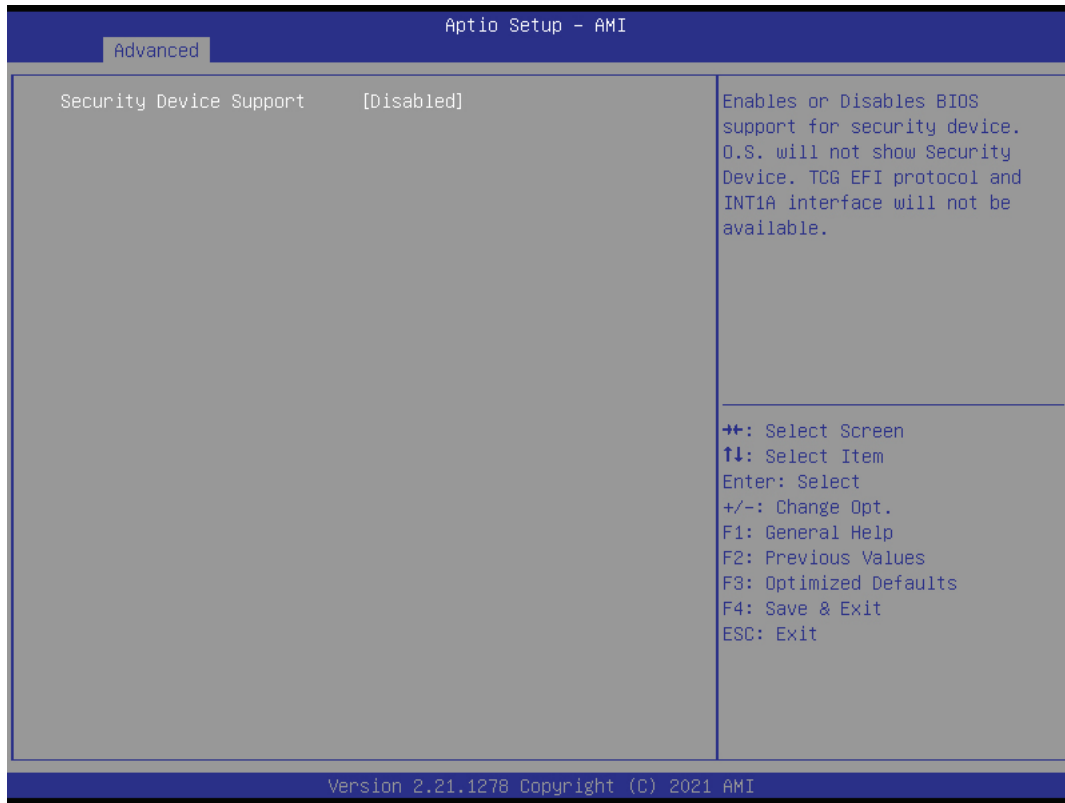 Aptio Setup – AMI
Advanced
Security Device Support [Disabled]
Enables or Disables BIOS
support for security device.
O.S. will not show Security
Device. TCG EFI protocol and
INT1A interface will not be
available.
→←: Select Screen
↑↓: Select Item
Enter: Select
+/-: Change Opt.
F1: General Help
F2: Previous Values
F3: Optimized Defaults
F4: Save & Exit
ESC: Exit
Version 2.21.1278 Copyright (C) 2021 AMI